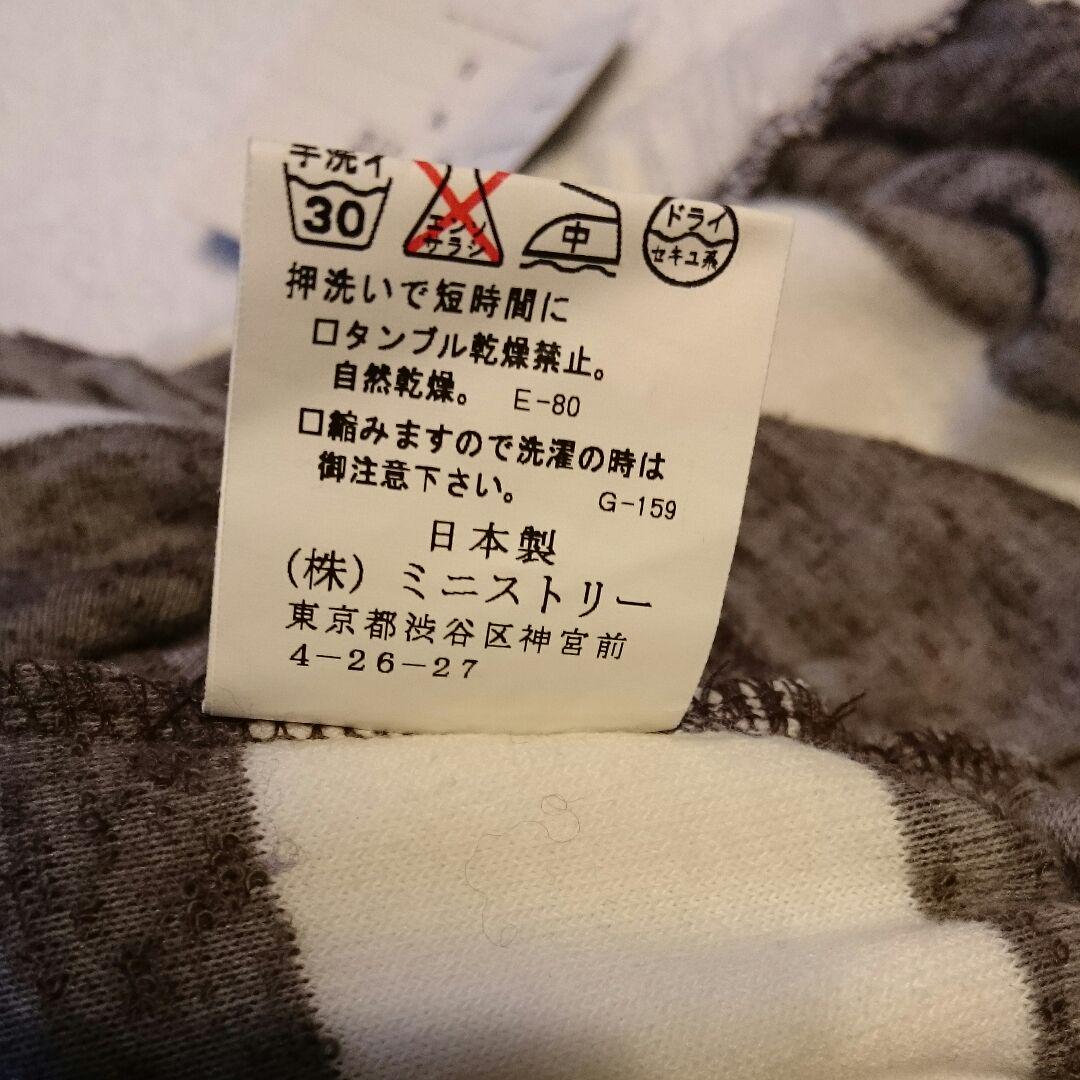 手洗イ
30
エンソ
サラシ
中
ドライ
セキユ系
押洗いで短時間に
□タンブル乾燥禁止。
自然乾燥。 E-80
□縮みますので洗濯の時は
御注意下さい。 G-159
日本製
(株) ミニストリー
東京都渋谷区神宮前
4-26-27